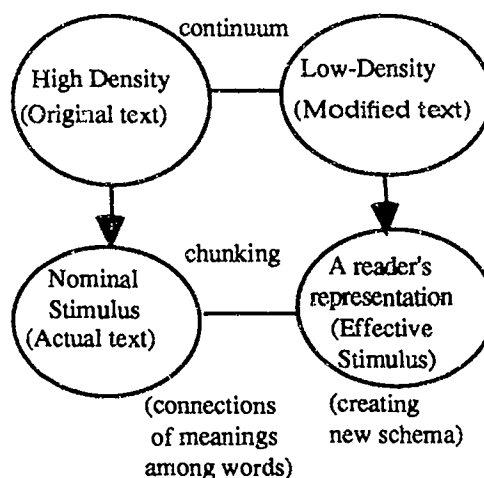 continuum
High Density
(Original text)
Low-Density
(Modified text)
chunking
Nominal
Stimulus
(Actual text)
A reader's
representation
(Effective
Stimulus)
(connections
of meanings
among words)
(creating
new schema)